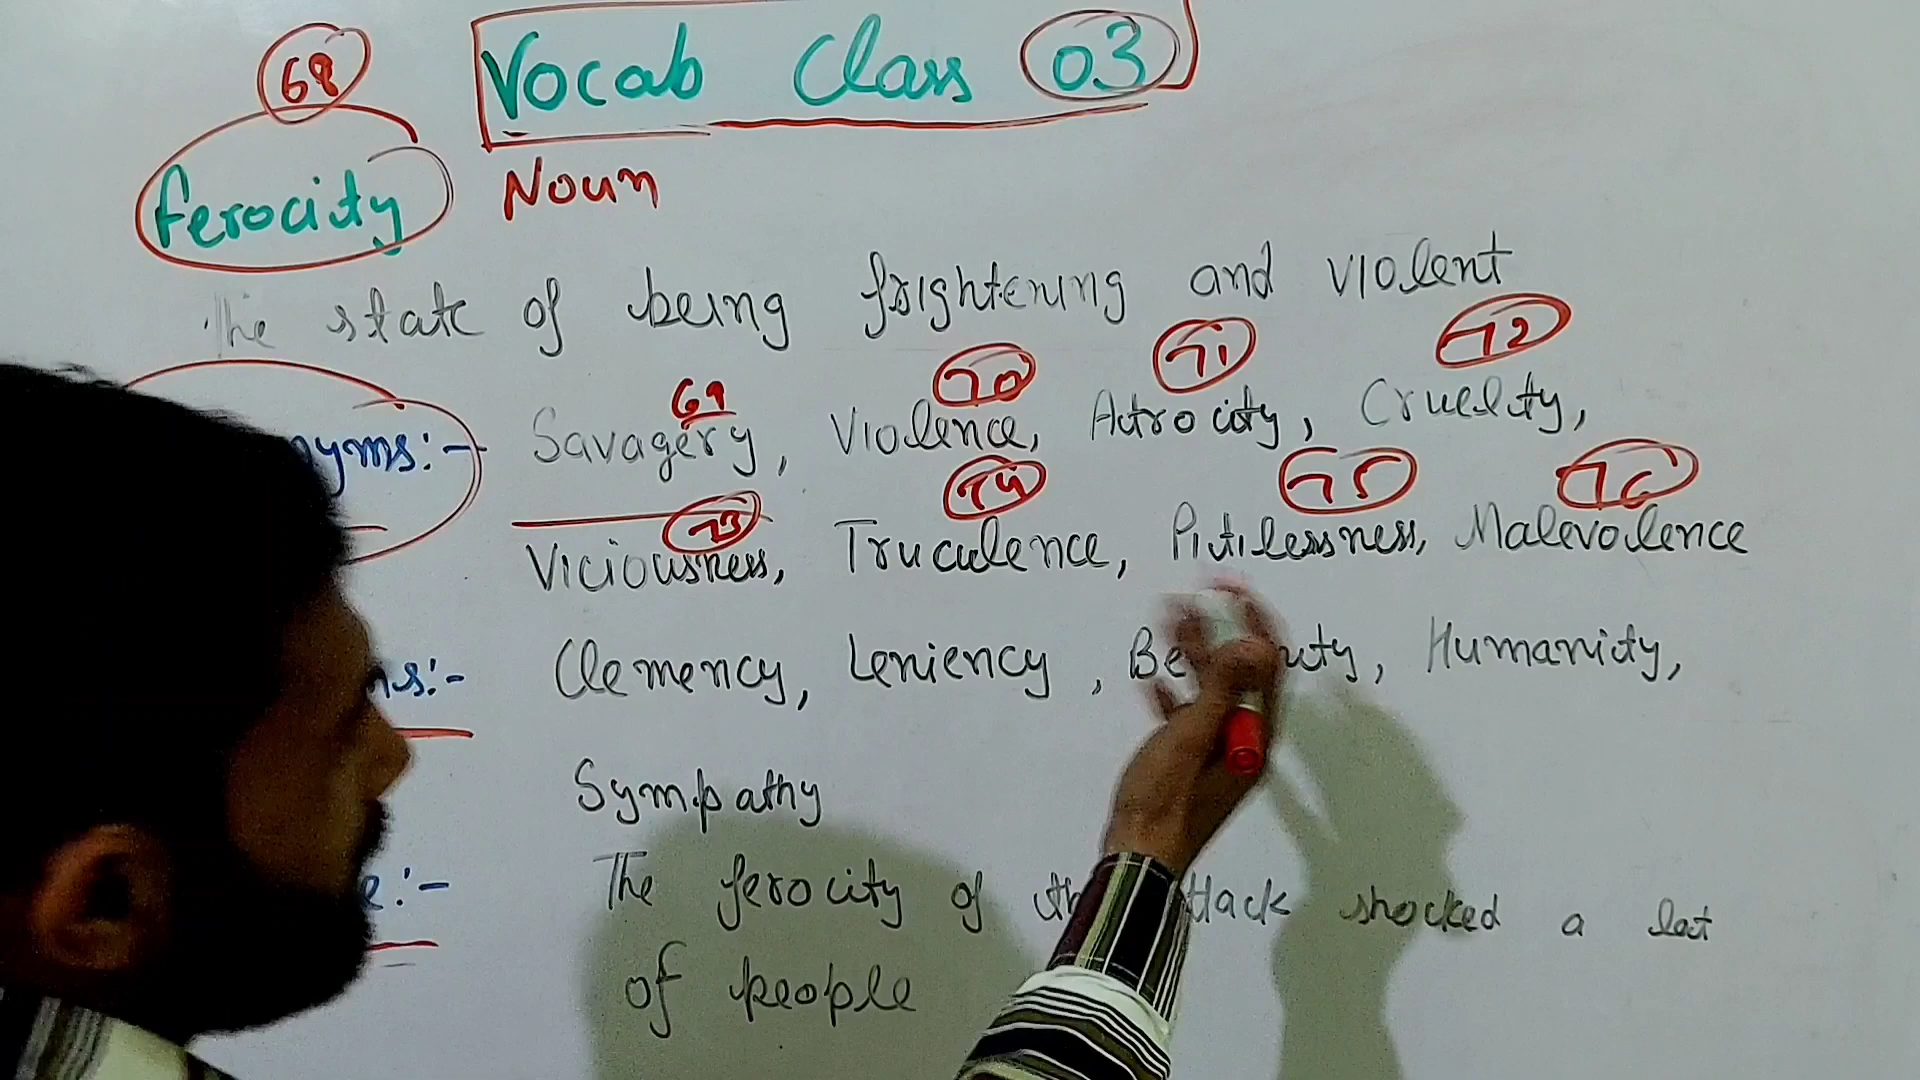 68 Vocab Class 03
Ferocity Noun
The state of being frightening and violent
69 70 71 72
yms:- Savagery, Violence, Atrocity, Cruelty,
73 74 75 76
Viciousness, Truculence, Pitilessness, Malevolence
ns:- Clemency, Leniency, Humanity,
Sympathy
e:- The ferocity of shocked a lot
of people